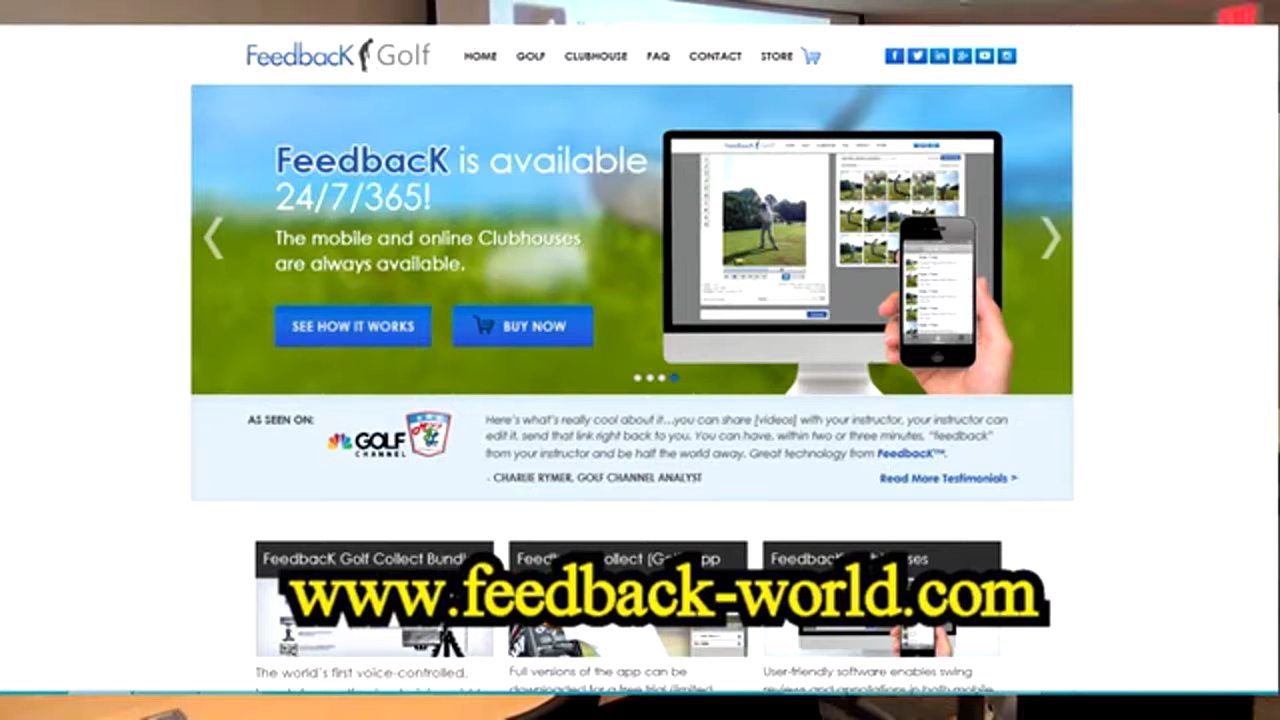 FeedbacK Golf
HOME GOLF CLUBHOUSE FAQ CONTACT STORE
FeedbacK is available
24/7/365!
The mobile and online Clubhouses
are always available.
SEE HOW IT WORKS
BUY NOW
AS SEEN ON:
GOLF
CHANNEL
Here's what's really cool about it...you can share [videos] with your instructor, your instructor can
edit it, send that link right back to you. You can have, within two or three minutes, "feedback"
from your instructor and be half the world away. Great technology from FeedbacK™.
- CHARLIE RYMER, GOLF CHANNEL ANALYST
Read More Testimonials >
FeedbacK Golf Collect
www.feedback-world.com
The world's first voice-controlled,
Full versions of the app can be
User-friendly software enables swing